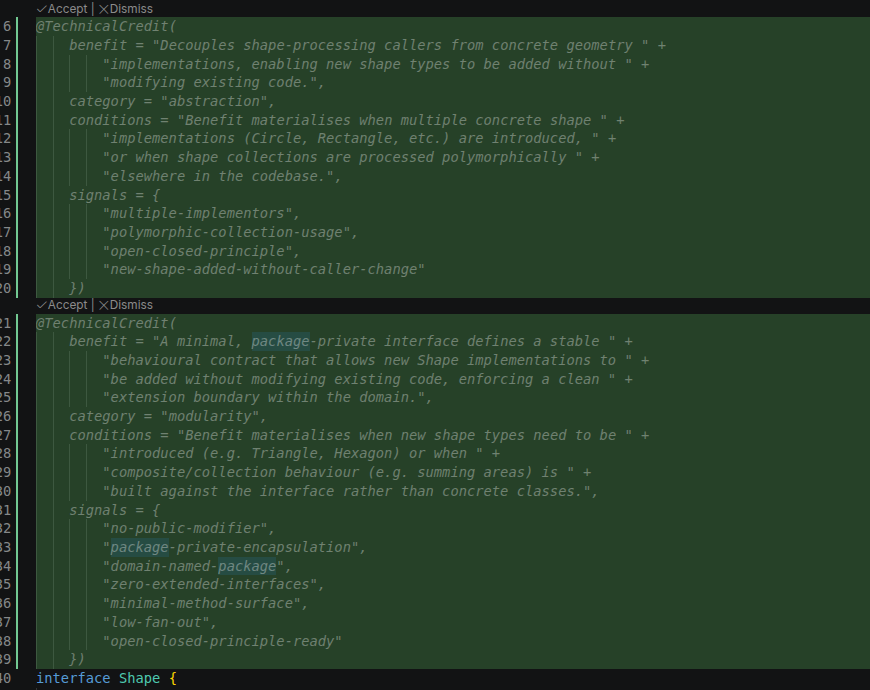 ✓Accept | ✕Dismiss
6 @TechnicalCredit(
7 benefit = "Decouples shape-processing callers from concrete geometry " +
8 "implementations, enabling new shape types to be added without " +
9 "modifying existing code.",
10 category = "abstraction",
11 conditions = "Benefit materialises when multiple concrete shape " +
12 "implementations (Circle, Rectangle, etc.) are introduced, " +
13 "or when shape collections are processed polymorphically " +
14 "elsewhere in the codebase.",
15 signals = {
16 "multiple-implementors",
17 "polymorphic-collection-usage",
18 "open-closed-principle",
19 "new-shape-added-without-caller-change"
20 })
✓Accept | ✕Dismiss
21 @TechnicalCredit(
22 benefit = "A minimal, package-private interface defines a stable " +
23 "behavioural contract that allows new Shape implementations to " +
24 "be added without modifying existing code, enforcing a clean " +
25 "extension boundary within the domain.",
26 category = "modularity",
27 conditions = "Benefit materialises when new shape types need to be " +
28 "introduced (e.g. Triangle, Hexagon) or when " +
29 "composite/collection behaviour (e.g. summing areas) is " +
30 "built against the interface rather than concrete classes.",
31 signals = {
32 "no-public-modifier",
33 "package-private-encapsulation",
34 "domain-named-package",
35 "zero-extended-interfaces",
36 "minimal-method-surface",
37 "low-fan-out",
38 "open-closed-principle-ready"
39 })
40 interface Shape {